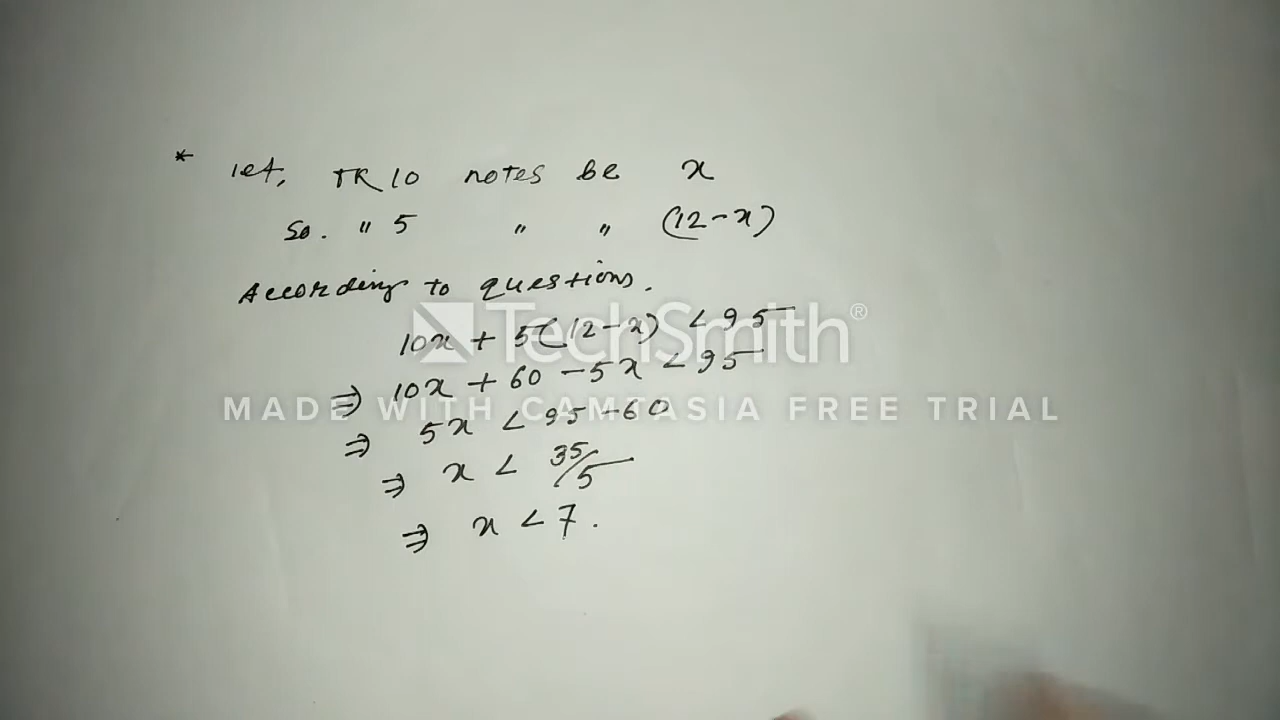 * let, TK 10 notes be x
So. " 5 " " (12-x)
According to questions.
10x + 5(12-x) < 95
⇒ 10x + 60 - 5x < 95
⇒ 5x < 95-60
⇒ x < 35/5
⇒ x < 7.
TechSmith®
MADE WITH CAMTASIA FREE TRIAL